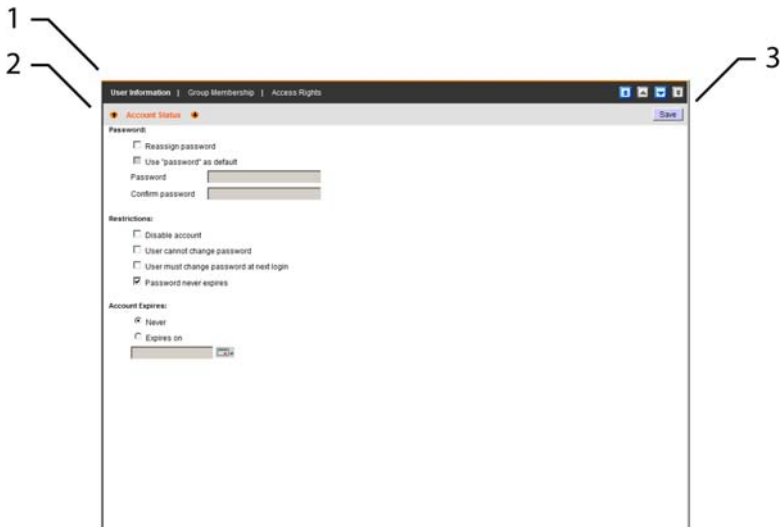 1
2
3
User Information | Group Membership | Access Rights
Account Status
Save
Password:
Reassign password
Use "password" as default
Password
Confirm password
Restrictions:
Disable account
User cannot change password
User must change password at next login
Password never expires
Account Expires:
Never
Expires on